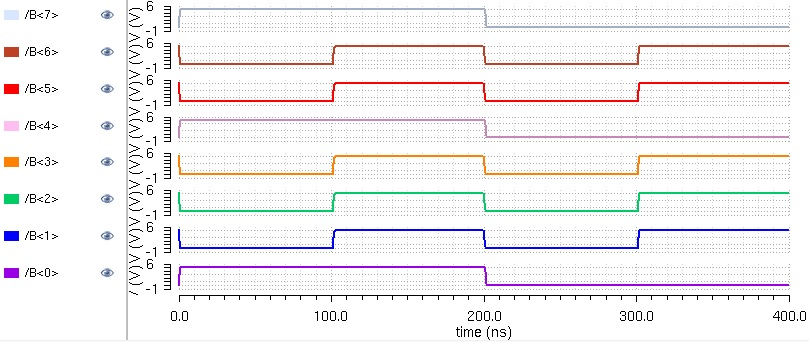 /B<7> V (V) 6 -1
/B<6> V (V) 6 -1
/B<5> V (V) 6 -1
/B<4> V (V) 6 -1
/B<3> V (V) 6 -1
/B<2> V (V) 6 -1
/B<1> V (V) 6 -1
/B<0> V (V) 6 -1
0.0 100.0 200.0 300.0 400.0
time (ns)